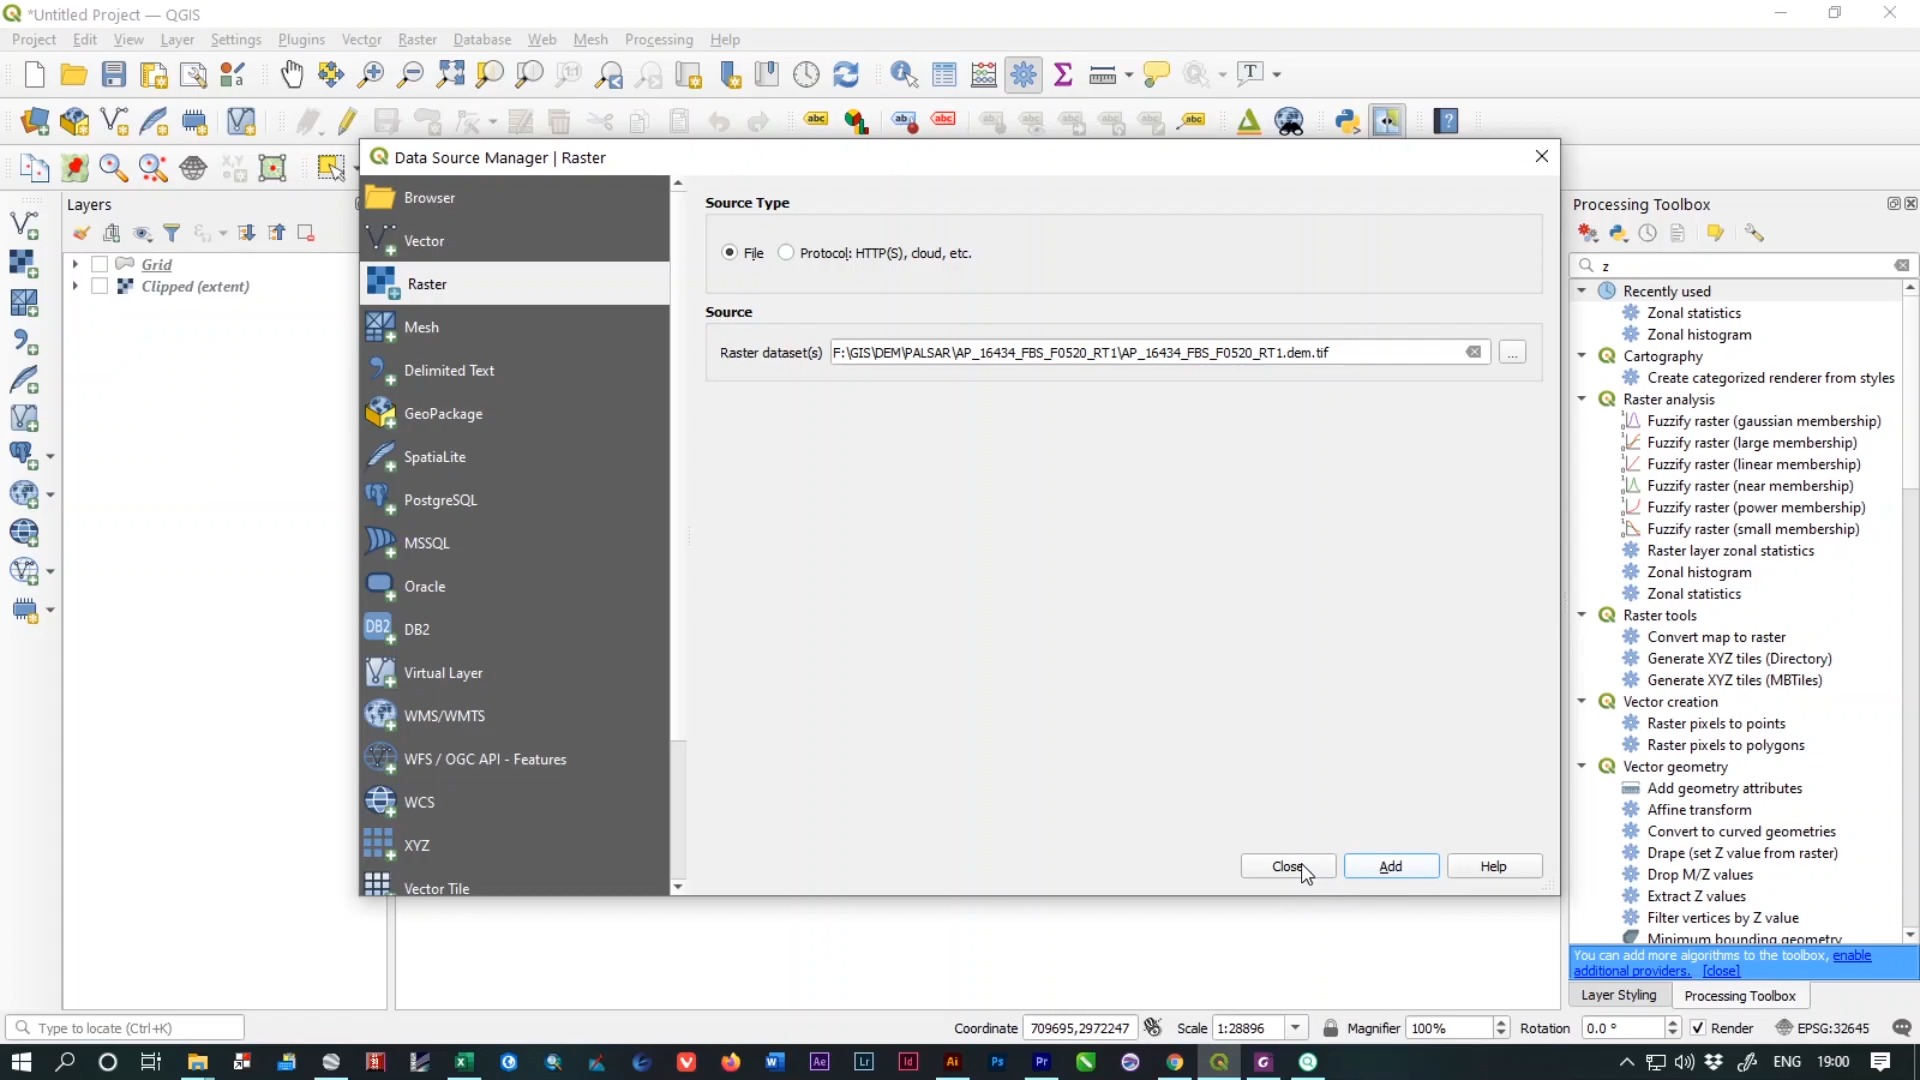 *Untitled Project — QGIS
Project Edit View Layer Settings Plugins Vector Raster Database Web Mesh Processing Help
Data Source Manager | Raster
Layers
Grid
Clipped (extent)
Browser
Vector
Raster
Mesh
Delimited Text
GeoPackage
SpatiaLite
PostgreSQL
MSSQL
Oracle
DB2
Virtual Layer
WMS/WMTS
WFS / OGC API - Features
WCS
XYZ
Vector Tile
Source Type
File Protocol: HTTP(S), cloud, etc.
Source
Raster dataset(s) F:\GIS\DEM\PALSAR\AP_16434_FBS_F0520_RT1\AP_16434_FBS_F0520_RT1.dem.tif ...
Close Add Help
Processing Toolbox
z
Recently used
Zonal statistics
Zonal histogram
Cartography
Create categorized renderer from styles
Raster analysis
Fuzzify raster (gaussian membership)
Fuzzify raster (large membership)
Fuzzify raster (linear membership)
Fuzzify raster (near membership)
Fuzzify raster (power membership)
Fuzzify raster (small membership)
Raster layer zonal statistics
Zonal histogram
Zonal statistics
Raster tools
Convert map to raster
Generate XYZ tiles (Directory)
Generate XYZ tiles (MBTiles)
Vector creation
Raster pixels to points
Raster pixels to polygons
Vector geometry
Add geometry attributes
Affine transform
Convert to curved geometries
Drape (set Z value from raster)
Drop M/Z values
Extract Z values
Filter vertices by Z value
Minimum bounding geometry
You can add more algorithms to the toolbox, enable
additional providers. [close]
Layer Styling Processing Toolbox
Type to locate (Ctrl+K) Coordinate 709695,2972247 Scale 1:28896 Magnifier 100% Rotation 0.0 ° Render EPSG:32645
ENG 19:00